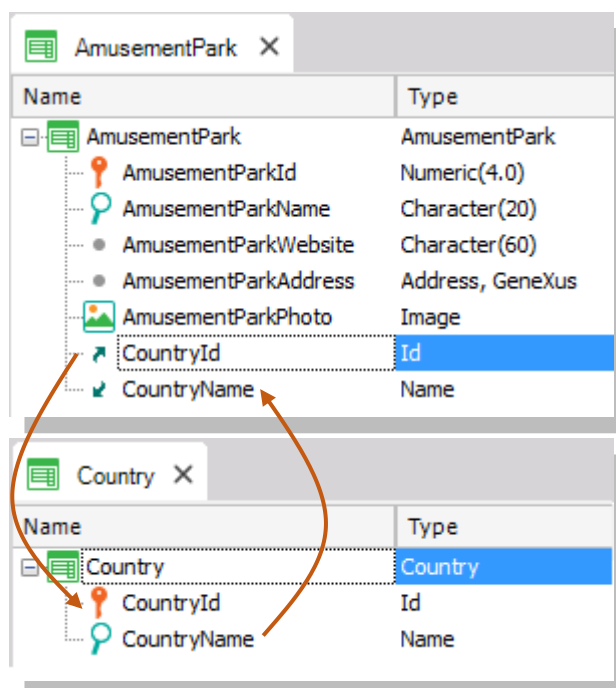 AmusementPark
Name Type
AmusementPark AmusementPark
AmusementParkId Numeric(4.0)
AmusementParkName Character(20)
AmusementParkWebsite Character(60)
AmusementParkAddress Address, GeneXus
AmusementParkPhoto Image
CountryId Id
CountryName Name
Country
Name Type
Country Country
CountryId Id
CountryName Name